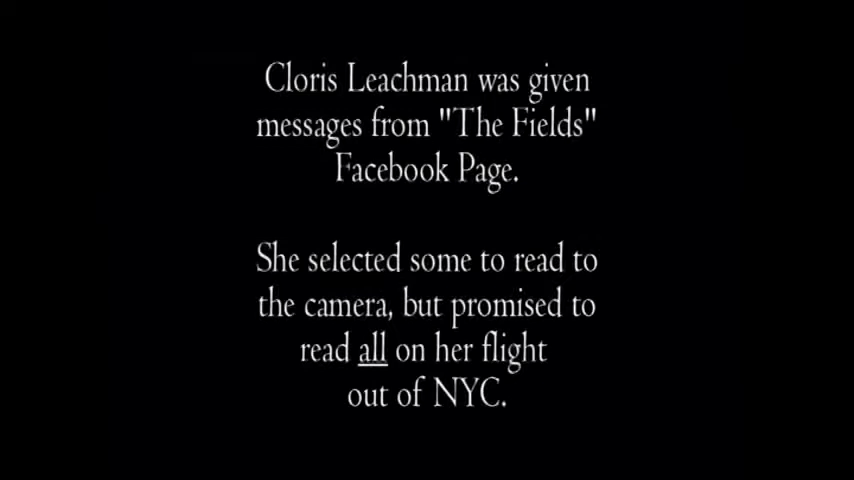 Cloris Leachman was given
messages from "The Fields"
Facebook Page.
She selected some to read to
the camera, but promised to
read all on her flight
out of NYC.